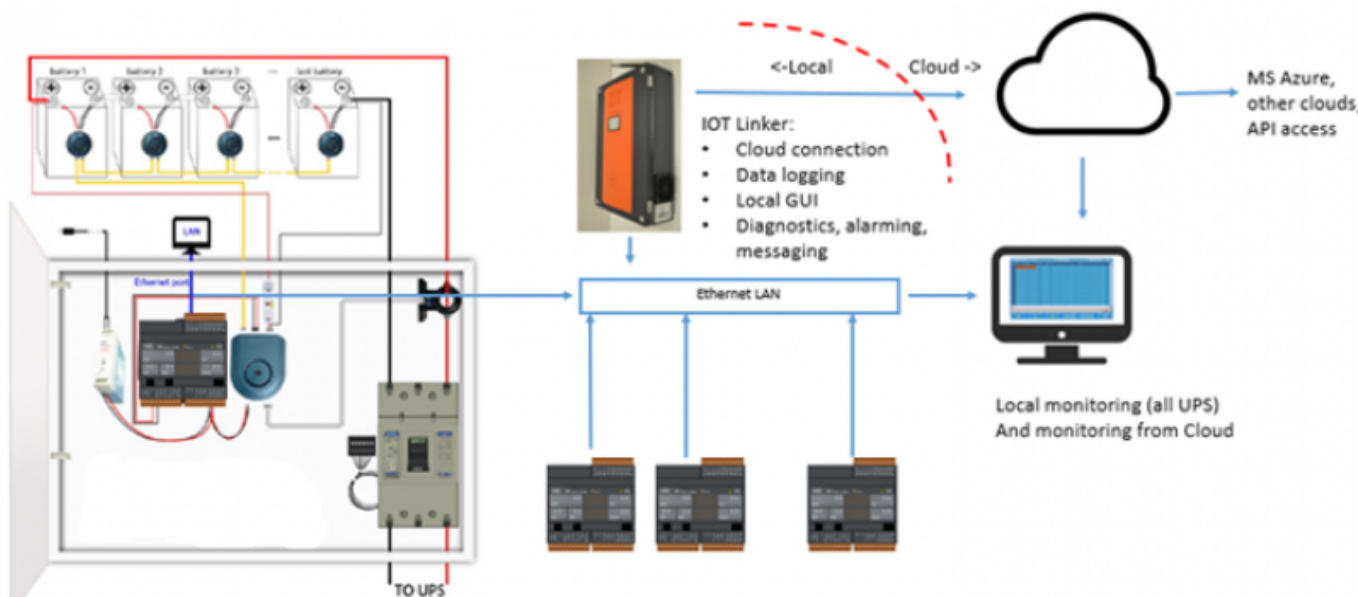 Battery 1
Battery 2
Battery 3
Last battery
LAN
Ethernet port
TO UPS
<-Local
Cloud ->
IOT Linker:
• Cloud connection
• Data logging
• Local GUI
• Diagnostics, alarming,
messaging
MS Azure,
other clouds,
API access
Ethernet LAN
Local monitoring (all UPS)
And monitoring from Cloud